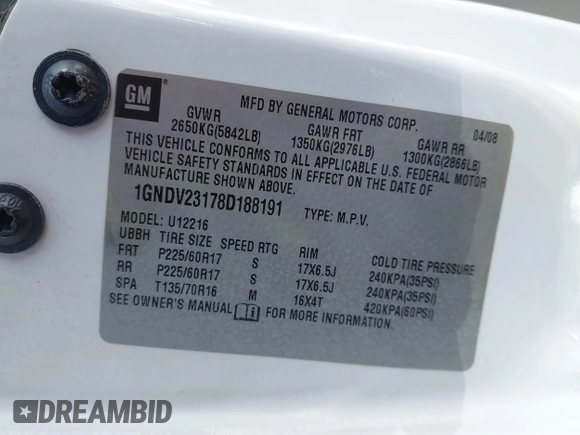 GM
MFD BY GENERAL MOTORS CORP. 04/08
GVWR GAWR FRT GAWR RR
2650KG(5842LB) 1350KG(2976LB) 1300KG(2866LB)
THIS VEHICLE CONFORMS TO ALL APPLICABLE U.S. FEDERAL MOTOR
VEHICLE SAFETY STANDARDS IN EFFECT ON THE DATE OF
MANUFACTURE SHOWN ABOVE.
1GNDV23178D188191 TYPE: M.P.V.
MODEL: U12216
UBBH TIRE SIZE SPEED RTG RIM COLD TIRE PRESSURE
FRT P225/60R17 S 17X6.5J 240KPA(35PSI)
RR P225/60R17 S 17X6.5J 240KPA(35PSI)
SPA T135/70R16 M 16X4T 420KPA(60PSI)
SEE OWNER'S MANUAL FOR MORE INFORMATION.
DREAMBID